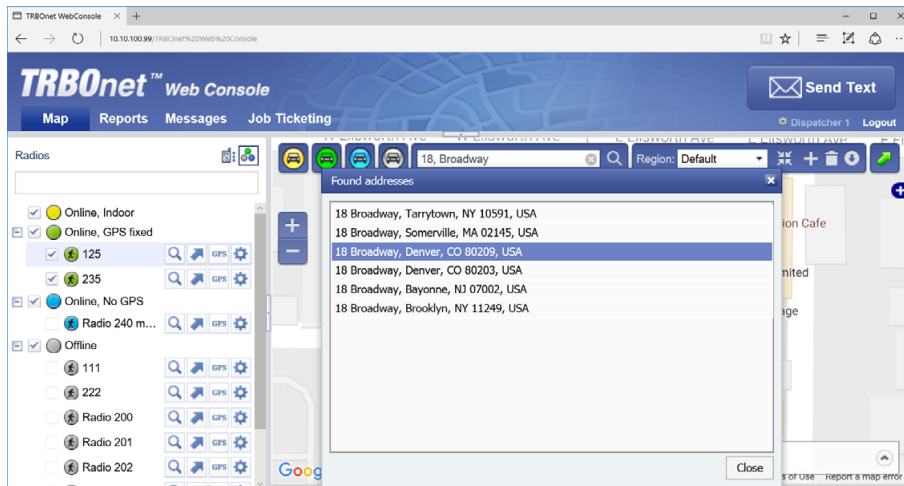 TRBOnet WebConsole
10.10.100.99/TRBOnet%20Web%20Console
TRBOnet™ Web Console
Send Text
Map Reports Messages Job Ticketing
Dispatcher 1 Logout
Radios
18, Broadway
Region: Default
Found addresses
Online, Indoor
Online, GPS fixed
125 GPS
235 GPS
Online, No GPS
Radio 240 m... GPS
Offline
111 GPS
222 GPS
Radio 200 GPS
Radio 201 GPS
Radio 202 GPS
18 Broadway, Tarrytown, NY 10591, USA
18 Broadway, Somerville, MA 02145, USA
18 Broadway, Denver, CO 80209, USA
18 Broadway, Denver, CO 80203, USA
18 Broadway, Bayonne, NJ 07002, USA
18 Broadway, Brooklyn, NY 11249, USA
Cafe
Close
Goog
of Use Report a map error